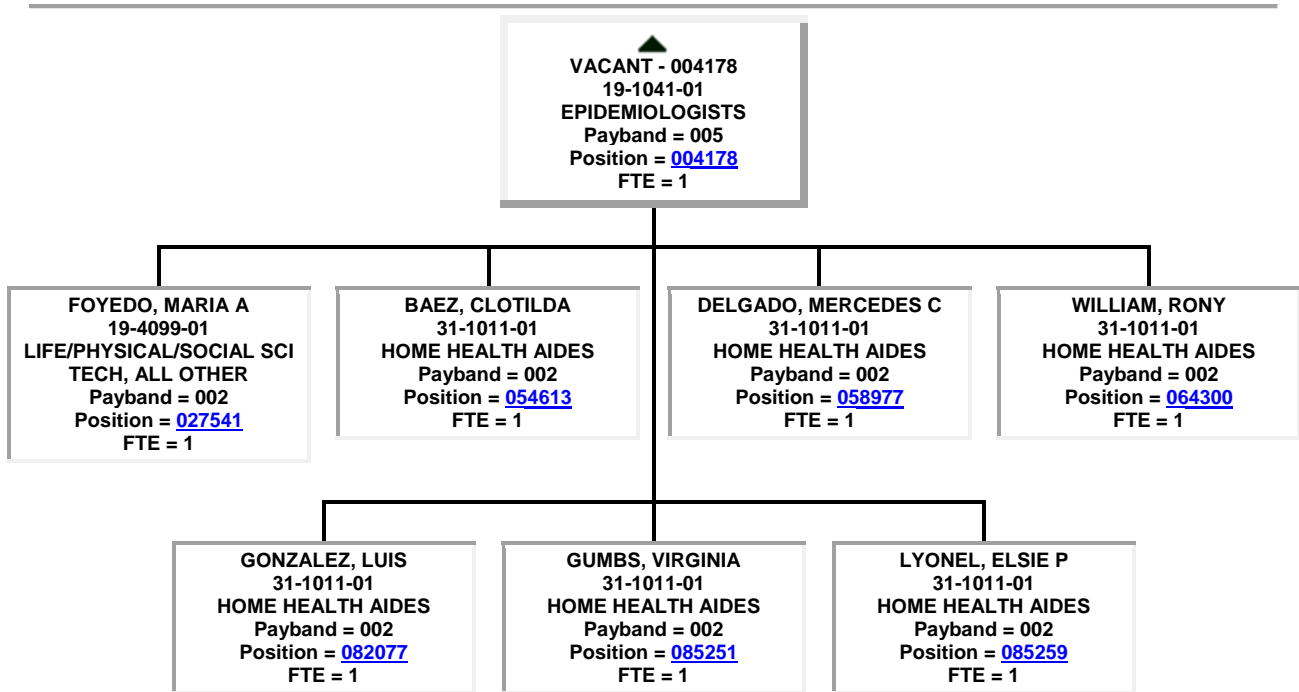 VACANT - 004178
19-1041-01
EPIDEMIOLOGISTS
Payband = 005
Position = 004178
FTE = 1
FOYEDO, MARIA A
19-4099-01
LIFE/PHYSICAL/SOCIAL SCI
TECH, ALL OTHER
Payband = 002
Position = 027541
FTE = 1
BAEZ, CLOTILDA
31-1011-01
HOME HEALTH AIDES
Payband = 002
Position = 054613
FTE = 1
DELGADO, MERCEDES C
31-1011-01
HOME HEALTH AIDES
Payband = 002
Position = 058977
FTE = 1
WILLIAM, RONY
31-1011-01
HOME HEALTH AIDES
Payband = 002
Position = 064300
FTE = 1
GONZALEZ, LUIS
31-1011-01
HOME HEALTH AIDES
Payband = 002
Position = 082077
FTE = 1
GUMBS, VIRGINIA
31-1011-01
HOME HEALTH AIDES
Payband = 002
Position = 085251
FTE = 1
LYONEL, ELSIE P
31-1011-01
HOME HEALTH AIDES
Payband = 002
Position = 085259
FTE = 1